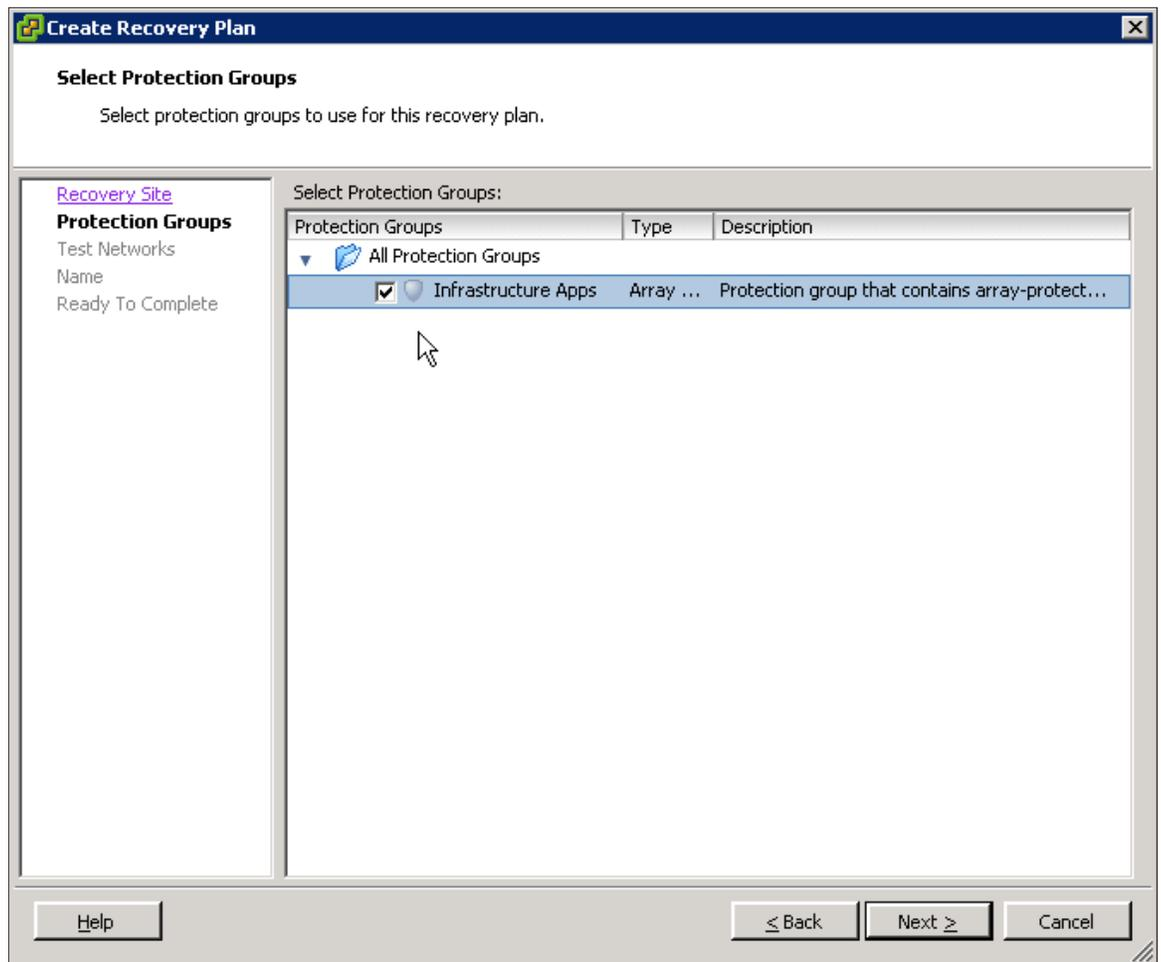 Create Recovery Plan
Select Protection Groups
Select protection groups to use for this recovery plan.
Recovery Site
Protection Groups
Test Networks
Name
Ready To Complete
Select Protection Groups:
Protection Groups Type Description
All Protection Groups
Infrastructure Apps Array ... Protection group that contains array-protect...
Help < Back Next > Cancel